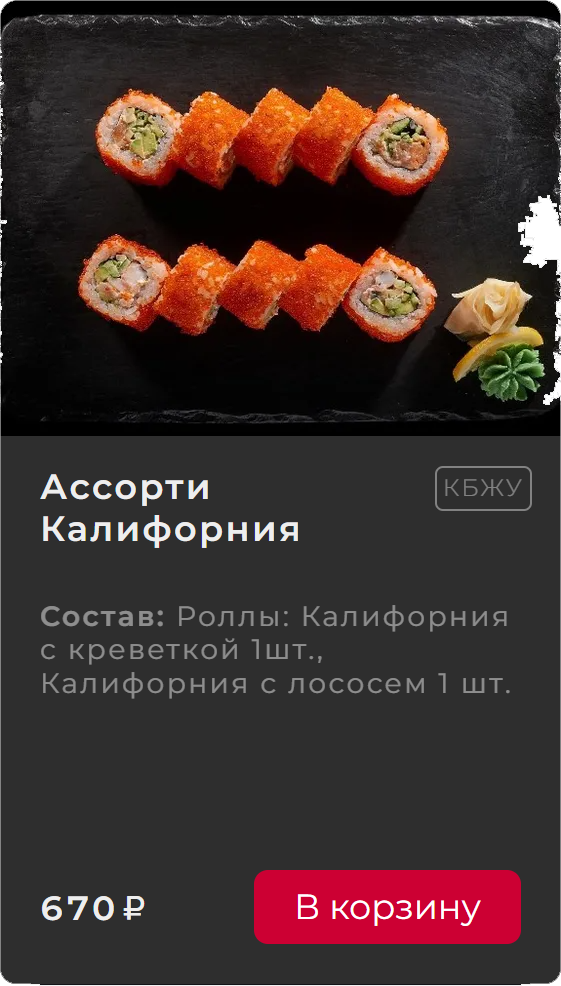 Ассорти
Калифорния
КБЖУ
Состав: Роллы: Калифорния
с креветкой 1шт.,
Калифорния с лососем 1 шт.
670 ₽
В корзину